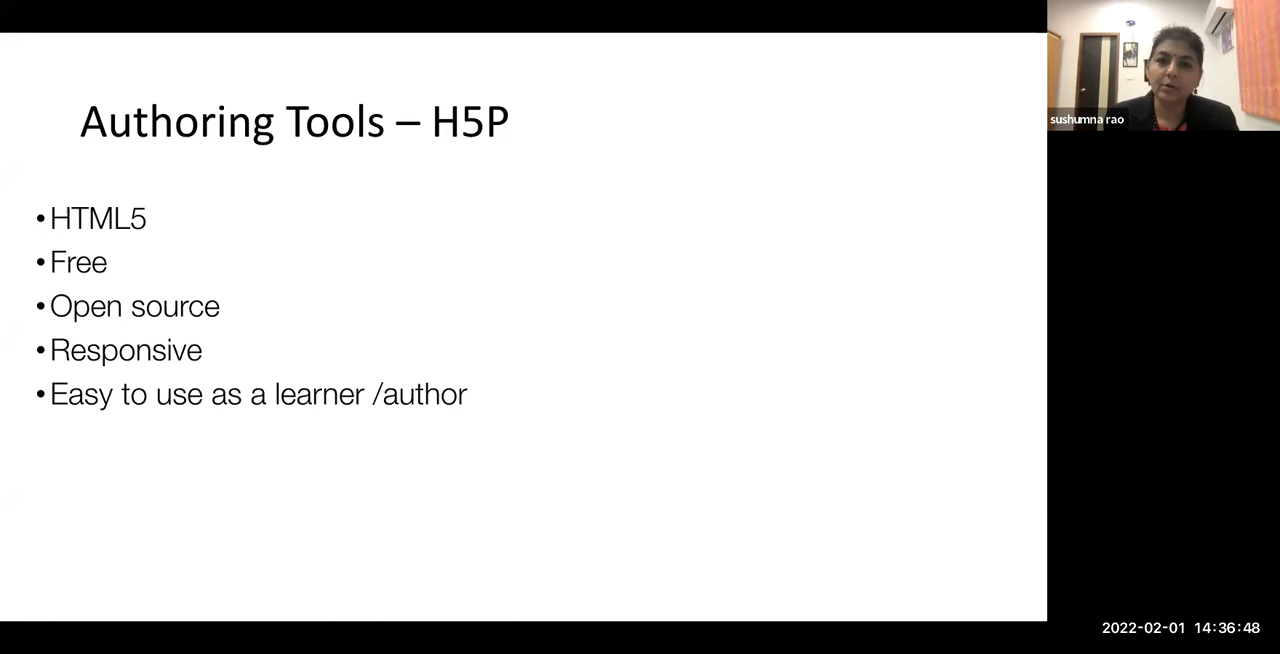 Authoring Tools – H5P
•HTML5
•Free
•Open source
•Responsive
•Easy to use as a learner /author
sushumna rao
2022-02-01 14:36:48